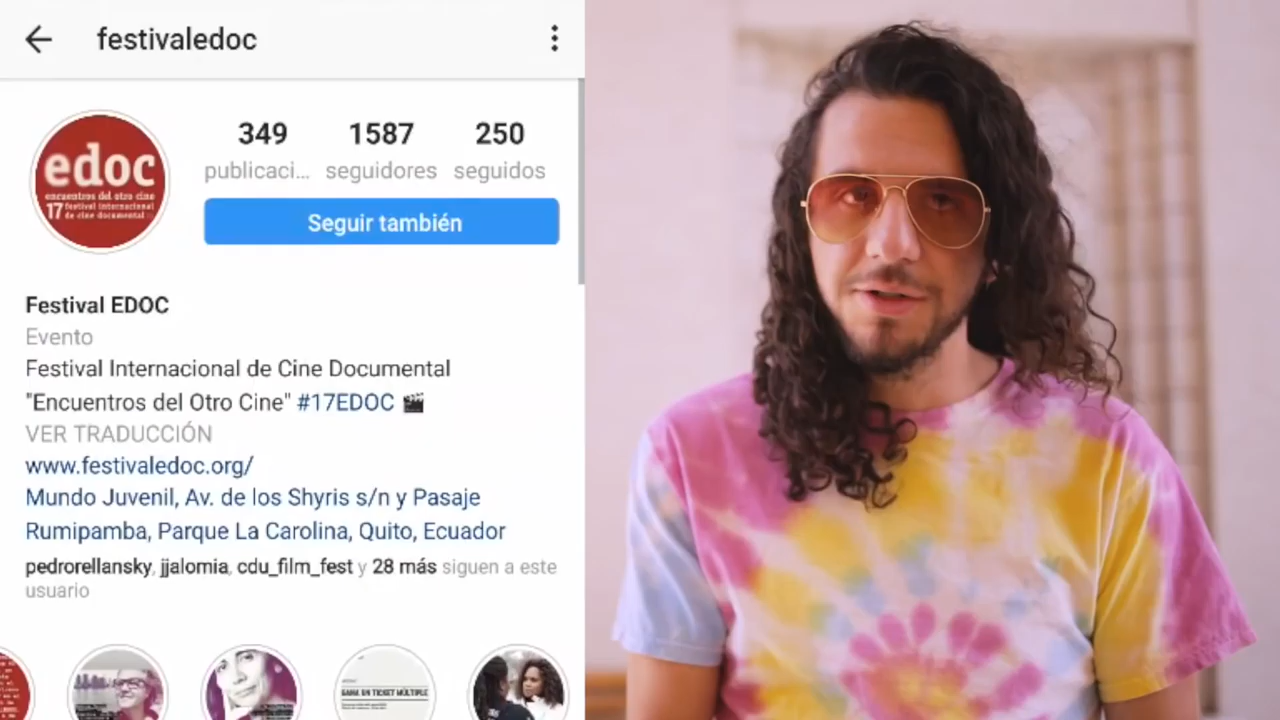 festivaledoc
edoc
encuentros del otro cine
17 festival internacional
de cine documental
349 1587 250
publicaci... seguidores seguidos
Seguir también
Festival EDOC
Evento
Festival Internacional de Cine Documental
"Encuentros del Otro Cine" #17EDOC 🎬
VER TRADUCCIÓN
www.festivaledoc.org/
Mundo Juvenil, Av. de los Shyris s/n y Pasaje
Rumipamba, Parque La Carolina, Quito, Ecuador
pedrorellansky, jjalomia, cdu_film_fest y 28 más siguen a este
usuario
GANA UN TICKET MÚLTIPLE